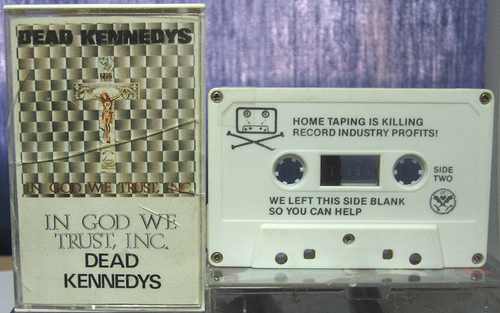 DEAD KENNEDYS
IN GOD WE TRUST, INC.
IN GOD WE
TRUST, INC.
DEAD
KENNEDYS
HOME TAPING IS KILLING
RECORD INDUSTRY PROFITS!
SIDE
TWO
WE LEFT THIS SIDE BLANK
SO YOU CAN HELP